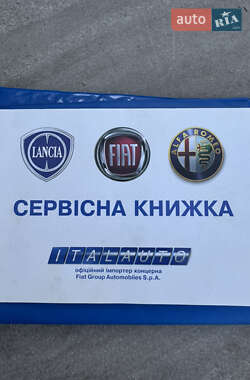 auto RIA
LANCIA
FIAT
ALFA ROMEO
СЕРВІСНА КНИЖКА
ITALAUTO
офіційний імпортер концерна
Fiat Group Automobiles S.p.A.